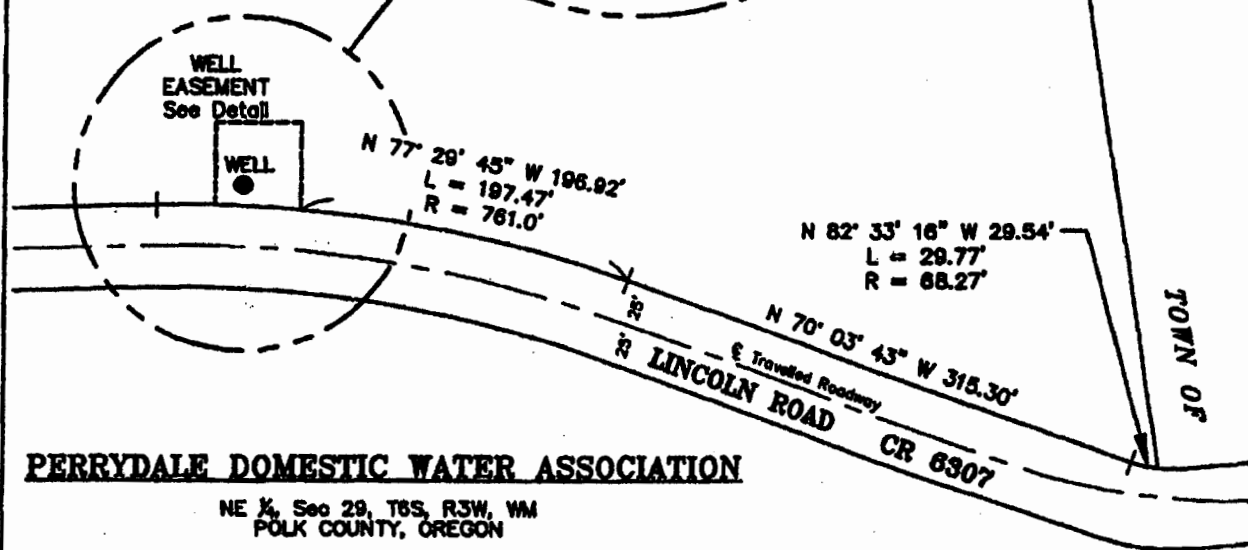 WELL
EASEMENT
See Detail
WELL
N 77° 29' 45" W 196.92'
L = 197.47'
R = 761.0'
N 82° 33' 16" W 29.54'
L = 29.77'
R = 68.27'
TOWN OF
N 70° 03' 43" W 315.30'
25'
25'
℄ Travelled Roadway
LINCOLN ROAD CR 6307
PERRYDALE DOMESTIC WATER ASSOCIATION
NE ¼, Sec 29, T6S, R3W, WM
POLK COUNTY, OREGON